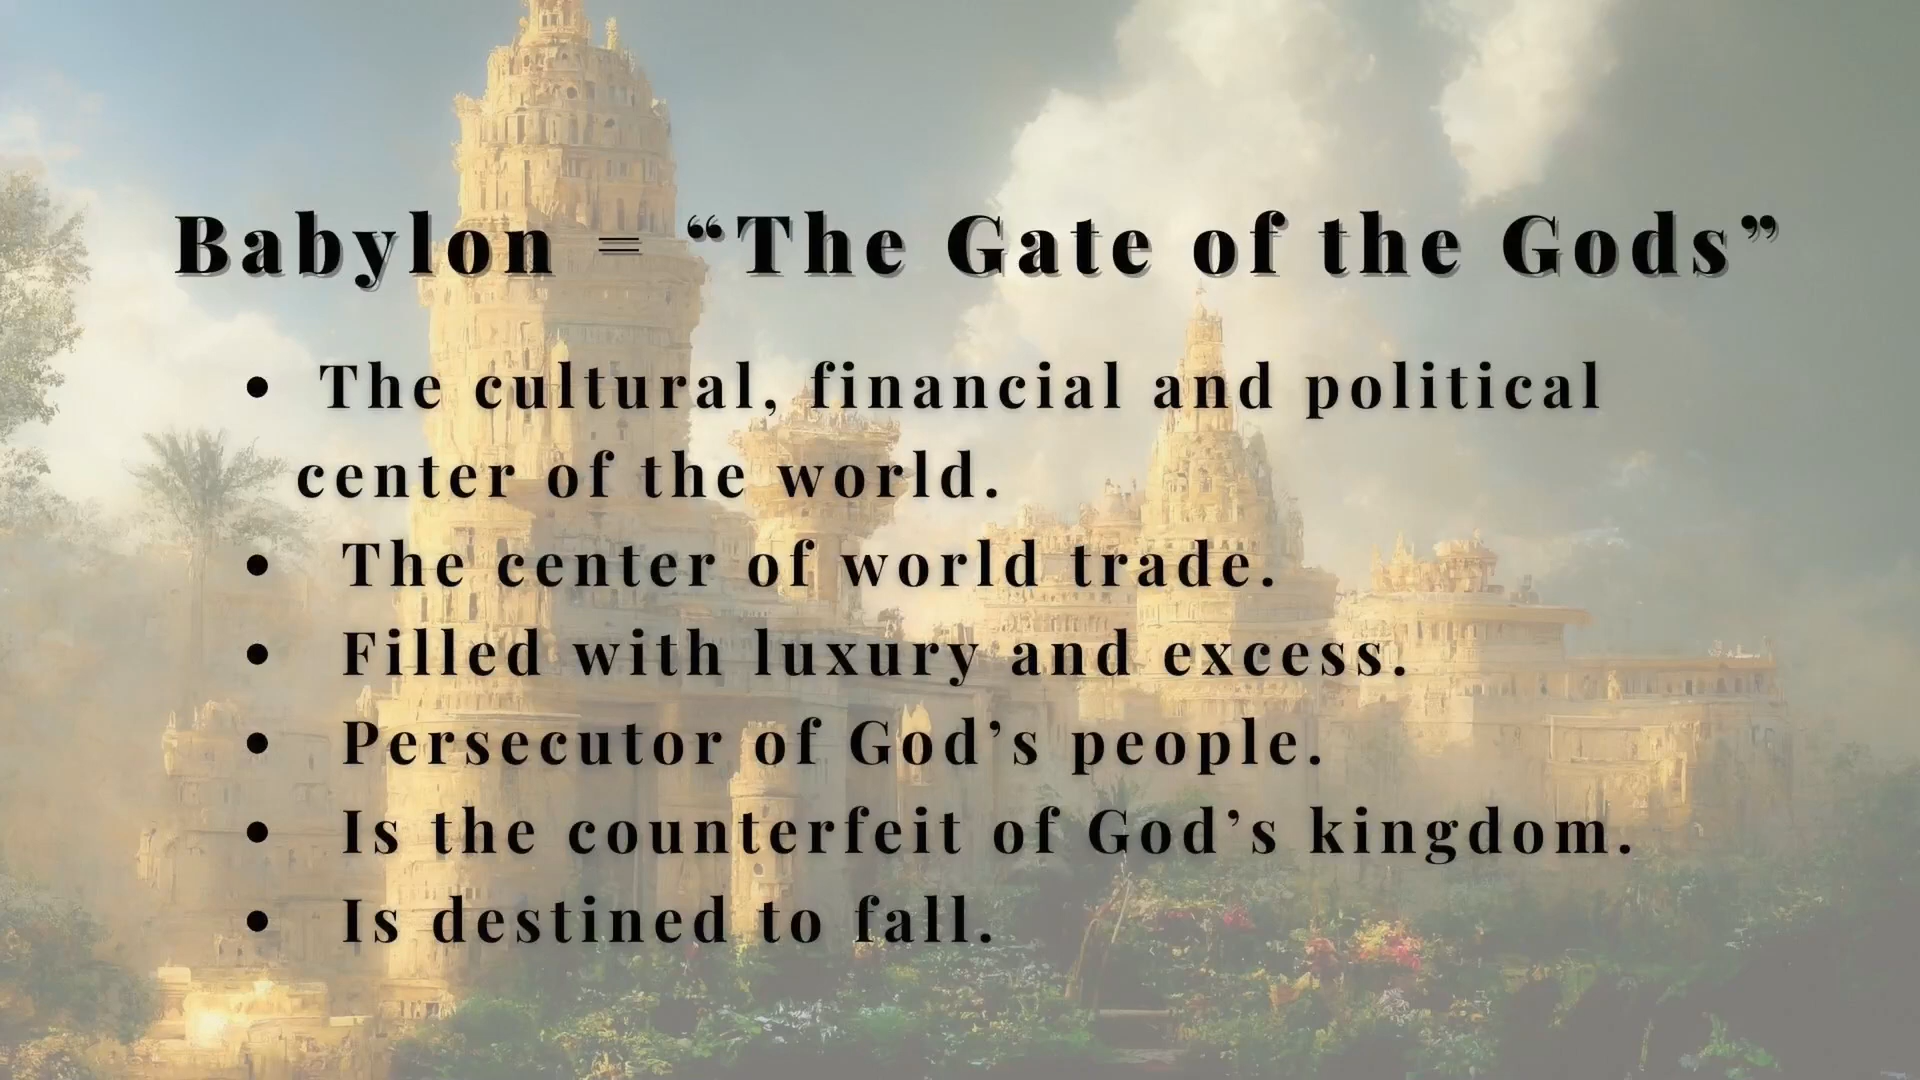 Babylon = “The Gate of the Gods”
• The cultural, financial and political
center of the world.
• The center of world trade.
• Filled with luxury and excess.
• Persecutor of God’s people.
• Is the counterfeit of God’s kingdom.
• Is destined to fall.